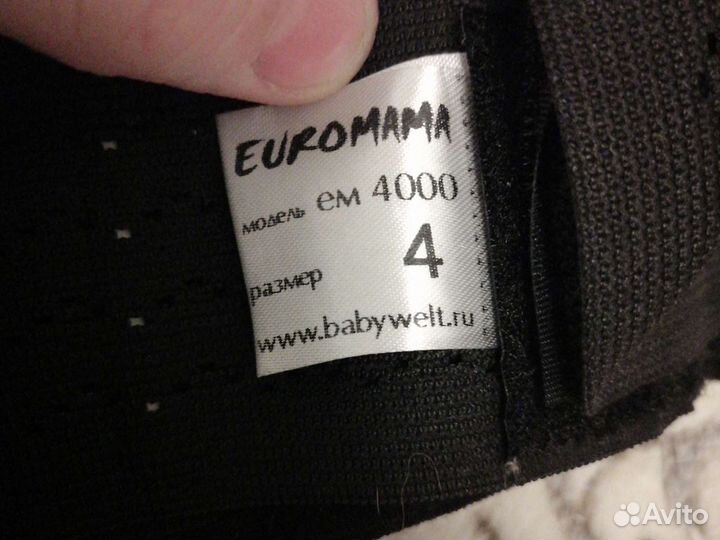 EUROMAMA
модель ем 4000
размер 4
www.babywelt.ru
Avito